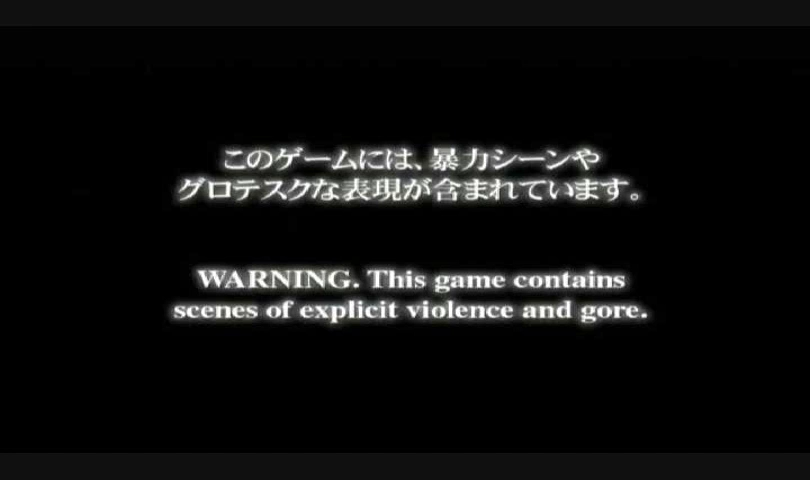 このゲームには、暴力シーンや
グロテスクな表現が含まれています。
WARNING. This game contains
scenes of explicit violence and gore.